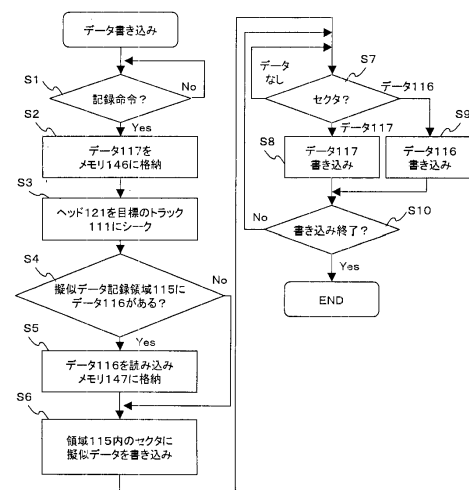 データ書き込み
S1
記録命令?
No
Yes
S2
データ117を
メモリ146に格納
S3
ヘッド121を目標のトラック
111にシーク
S4
擬似データ記録領域115に
データ116がある?
No
Yes
S5
データ116を読み込み
メモリ147に格納
S6
領域115内のセクタに
擬似データを書き込み
S7
データ
なし
セクタ?
データ116
データ117
S8
データ117
書き込み
S9
データ116
書き込み
No
S10
書き込み終了?
Yes
END